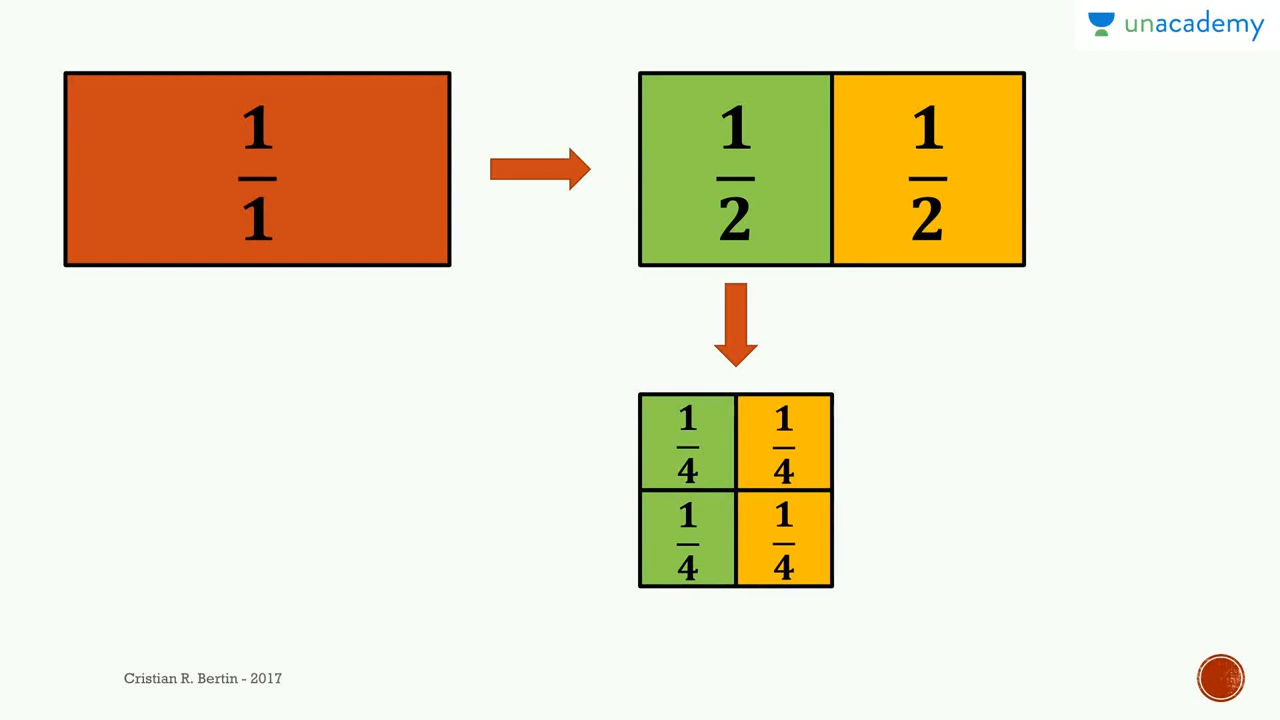 unacademy
1 1 1
1 2 2
1 1
4 4
1 1
4 4
Cristian R. Bertin - 2017